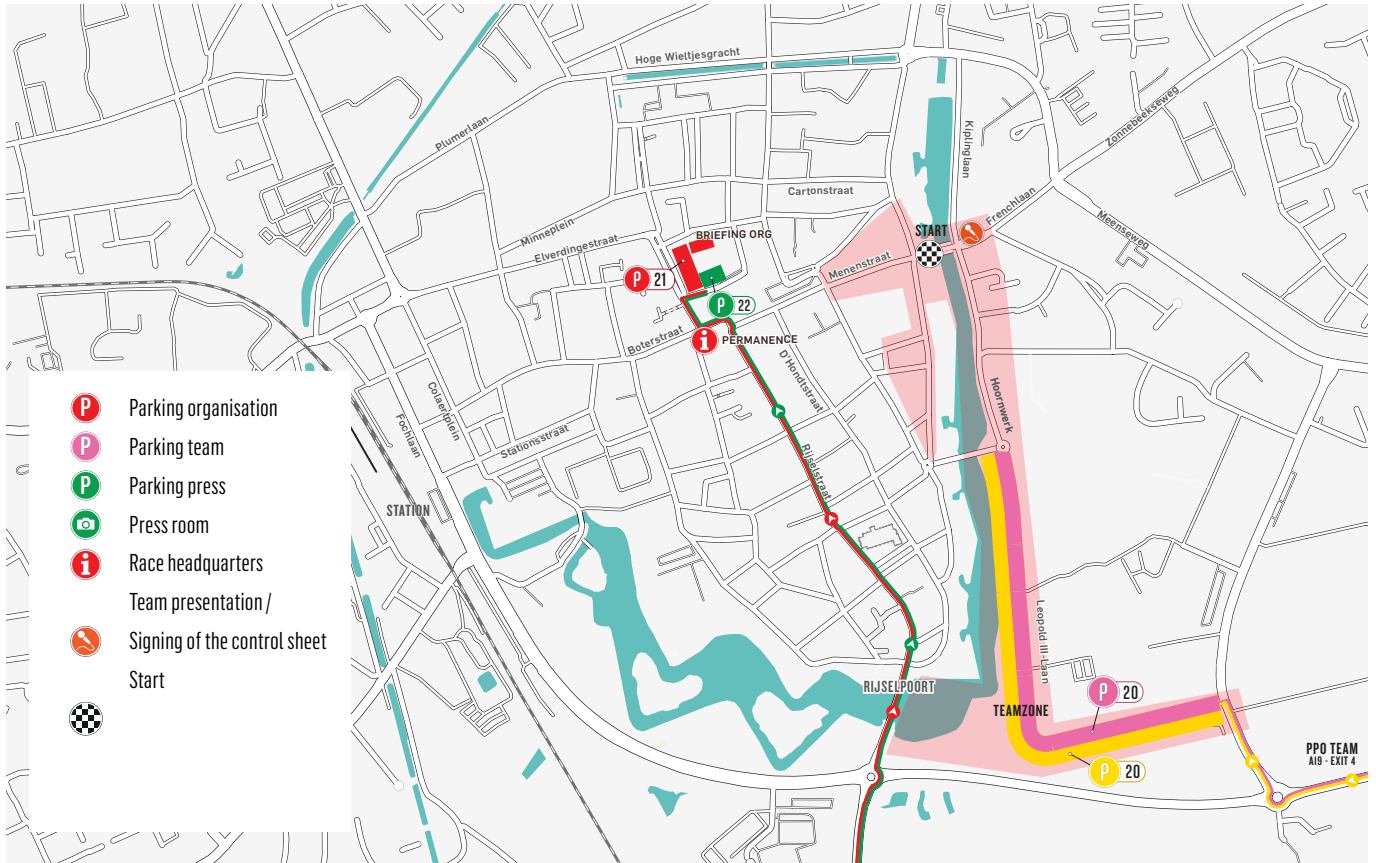 Hoge Wieltjesgracht
Plumerlaan
Kiplinglaan
Zonnebeekseweg
Cartonstraat
Frenchlaan
Meenseweg
Minneplein
Elverdingestraat
BRIEFING ORG
START
Menenstraat
P 21
P 22
Boterstraat
i PERMANENCE
D'Hondtstraat
Hoornwerk
Colaertplein
Fochlaan
Stationsstraat
Rijselstraat
STATION
P Parking organisation
P Parking team
P Parking press
Press room
i Race headquarters
Team presentation /
Signing of the control sheet
Start
Leopold III-Laan
RIJSELPOORT
TEAMZONE
P 20
P 20
PPO TEAM
A19 - EXIT 4